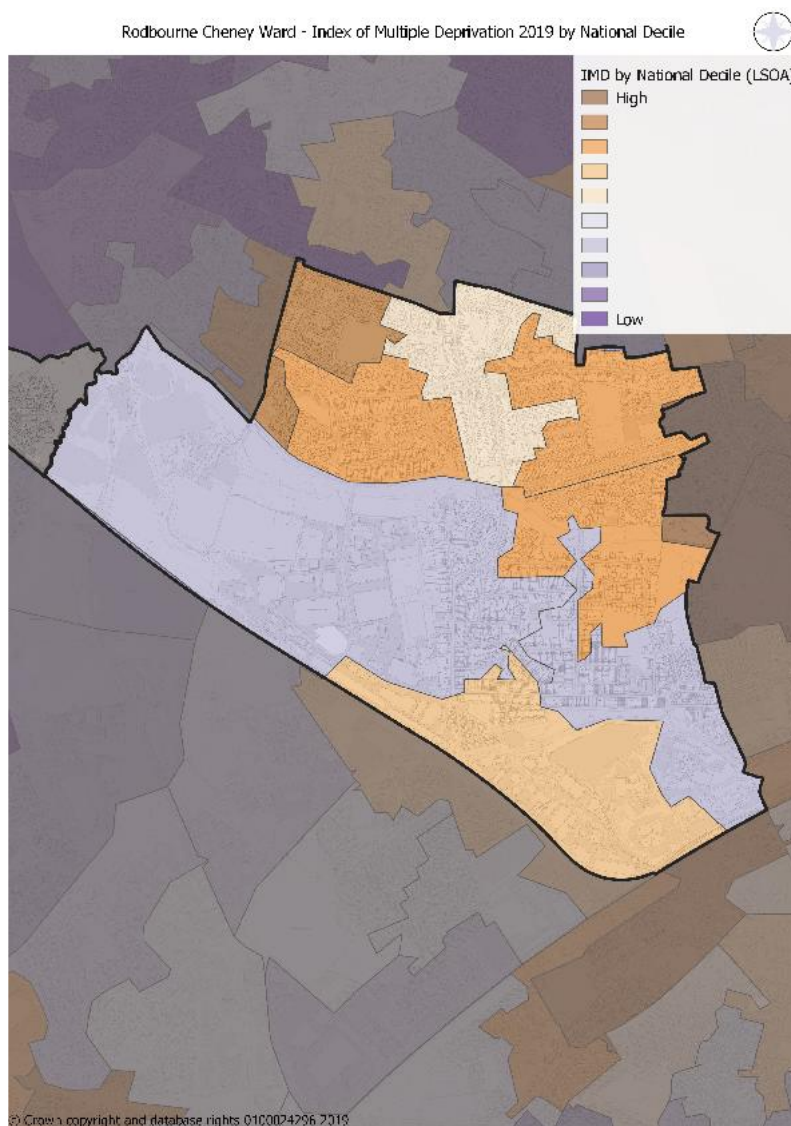 Rodbourne Cheney Ward - Index of Multiple Deprivation 2019 by National Decile
IMD by National Decile (LSOA)
High
Low
© Crown copyright and database rights 0100024296 2019